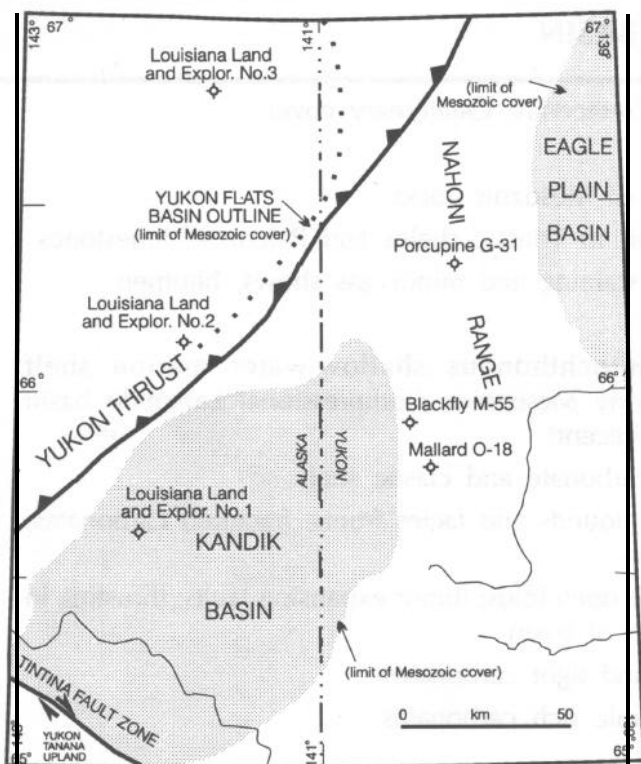 143°
67°
141°
67°
139°
Louisiana Land
and Explor. No.3
(limit of
Mesozoic cover)
EAGLE
PLAIN
BASIN
NAHONI
RANGE
YUKON FLATS
BASIN OUTLINE
(limit of Mesozoic cover)
Porcupine G-31
Louisiana Land
and Explor. No.2
66°
66°
YUKON THRUST
Blackfly M-55
ALASKA
YUKON
Mallard O-18
Louisiana Land
and Explor. No.1
KANDIK
BASIN
(limit of Mesozoic cover)
TINTINA FAULT ZONE
YUKON
TANANA
UPLAND
0 km 50
65°
141°
65°